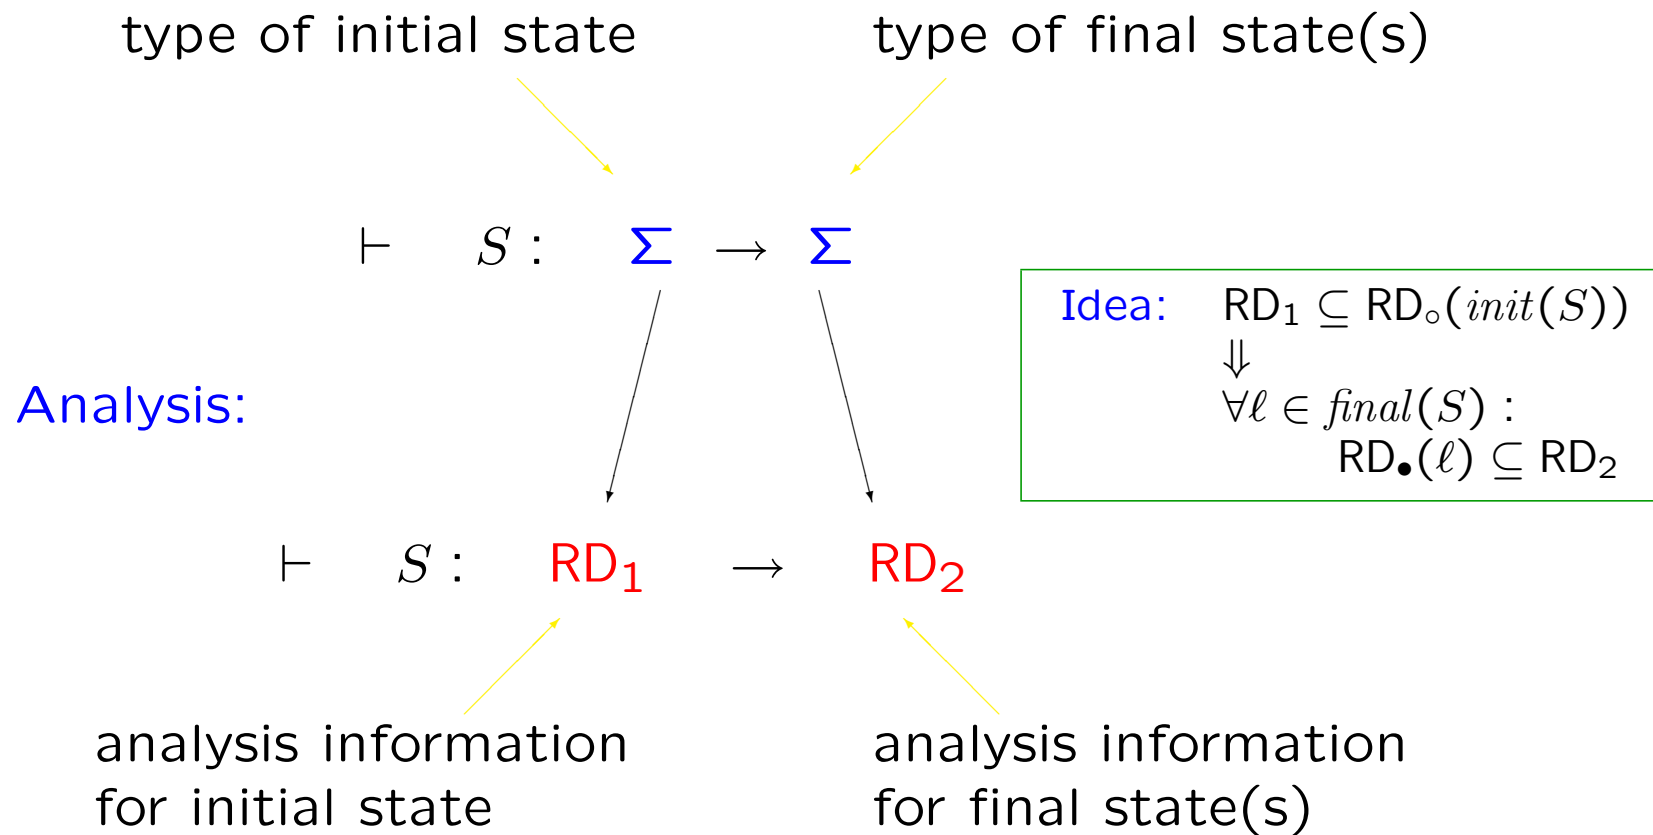 type of initial state
type of final state(s)
⊢ S : Σ → Σ
Idea: RD₁ ⊆ RD∘(init(S))
⇓
∀ℓ ∈ final(S) :
RD•(ℓ) ⊆ RD₂
Analysis:
⊢ S : RD₁ → RD₂
analysis information
for initial state
analysis information
for final state(s)